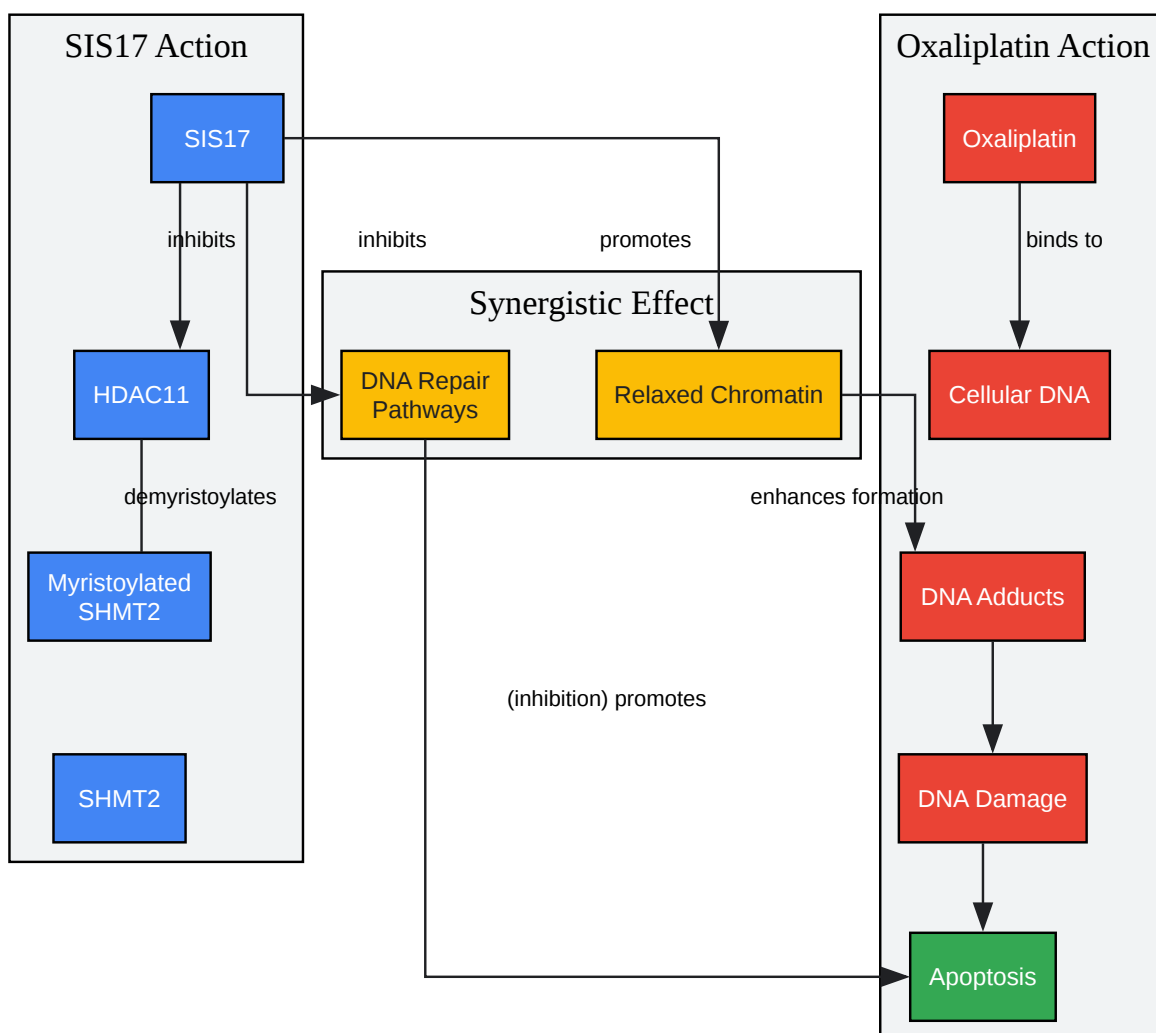 SIS17 Action
Oxaliplatin Action
SIS17
Oxaliplatin
inhibits
inhibits
promotes
binds to
Synergistic Effect
HDAC11
DNA Repair
Pathways
Relaxed Chromatin
Cellular DNA
demyristoylates
enhances formation
Myristoylated
SHMT2
DNA Adducts
(inhibition) promotes
SHMT2
DNA Damage
Apoptosis